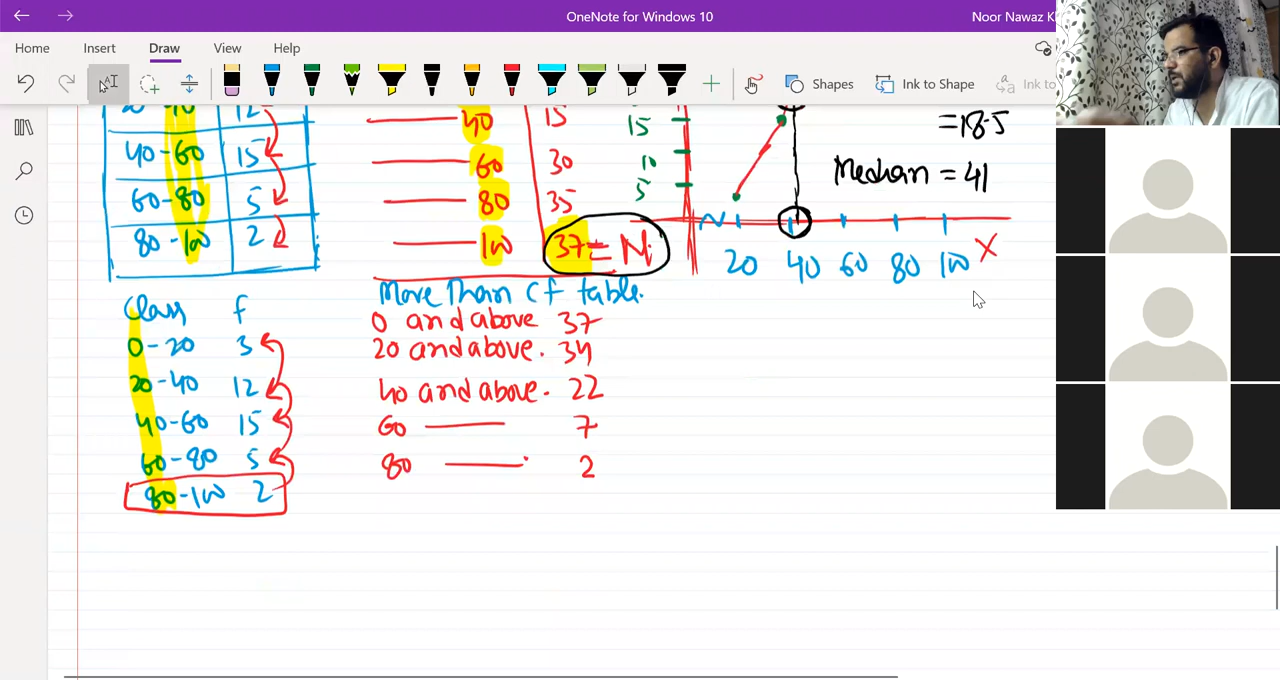 OneNote for Windows 10
Noor Nawaz K
Home Insert Draw View Help
Shapes Ink to Shape Ink to
12
40-60 15
60-80 5
80-100 2
40 15
60 30
80 35
100 37 = N
15
10
5
=18.5
Median = 41
20 40 60 80 100 X
Class f
0-20 3
20-40 12
40-60 15
60-80 5
80-100 2
More Than Cf table.
0 and above 37
20 and above. 34
40 and above. 22
60 7
80 2